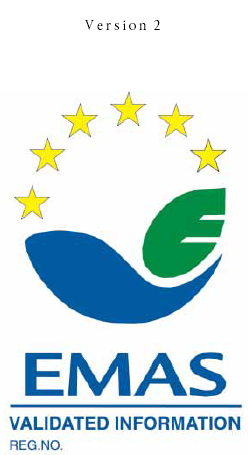 Version 2
EMAS
VALIDATED INFORMATION
REG.NO.